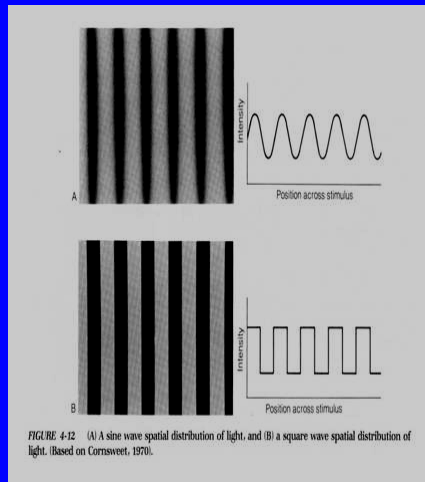 Intensity
Position across stimulus
A
Intensity
Position across stimulus
B
FIGURE 4-12 (A) A sine wave spatial distribution of light, and (B) a square wave spatial distribution of
light. (Based on Cornsweet, 1970).